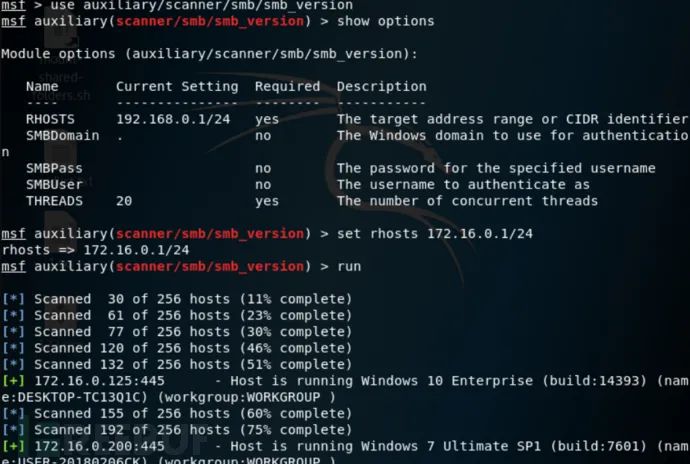 msf > use auxiliary/scanner/smb/smb_version
msf auxiliary(scanner/smb/smb_version) > show options
Module options (auxiliary/scanner/smb/smb_version):
Name Current Setting Required Description
---- --------------- -------- -----------
RHOSTS 192.168.0.1/24 yes The target address range or CIDR identifier
SMBDomain . no The Windows domain to use for authenticatio
n
SMBPass no The password for the specified username
SMBUser no The username to authenticate as
THREADS 20 yes The number of concurrent threads
msf auxiliary(scanner/smb/smb_version) > set rhosts 172.16.0.1/24
rhosts => 172.16.0.1/24
msf auxiliary(scanner/smb/smb_version) > run
[*] Scanned 30 of 256 hosts (11% complete)
[*] Scanned 61 of 256 hosts (23% complete)
[*] Scanned 77 of 256 hosts (30% complete)
[*] Scanned 120 of 256 hosts (46% complete)
[*] Scanned 132 of 256 hosts (51% complete)
[+] 172.16.0.125:445 - Host is running Windows 10 Enterprise (build:14393) (nam
e:DESKTOP-TC13Q1C) (workgroup:WORKGROUP )
[*] Scanned 155 of 256 hosts (60% complete)
[*] Scanned 192 of 256 hosts (75% complete)
[+] 172.16.0.200:445 - Host is running Windows 7 Ultimate SP1 (build:7601) (nam
e:USER-20180206CK) (workgroup:WORKGROUP )